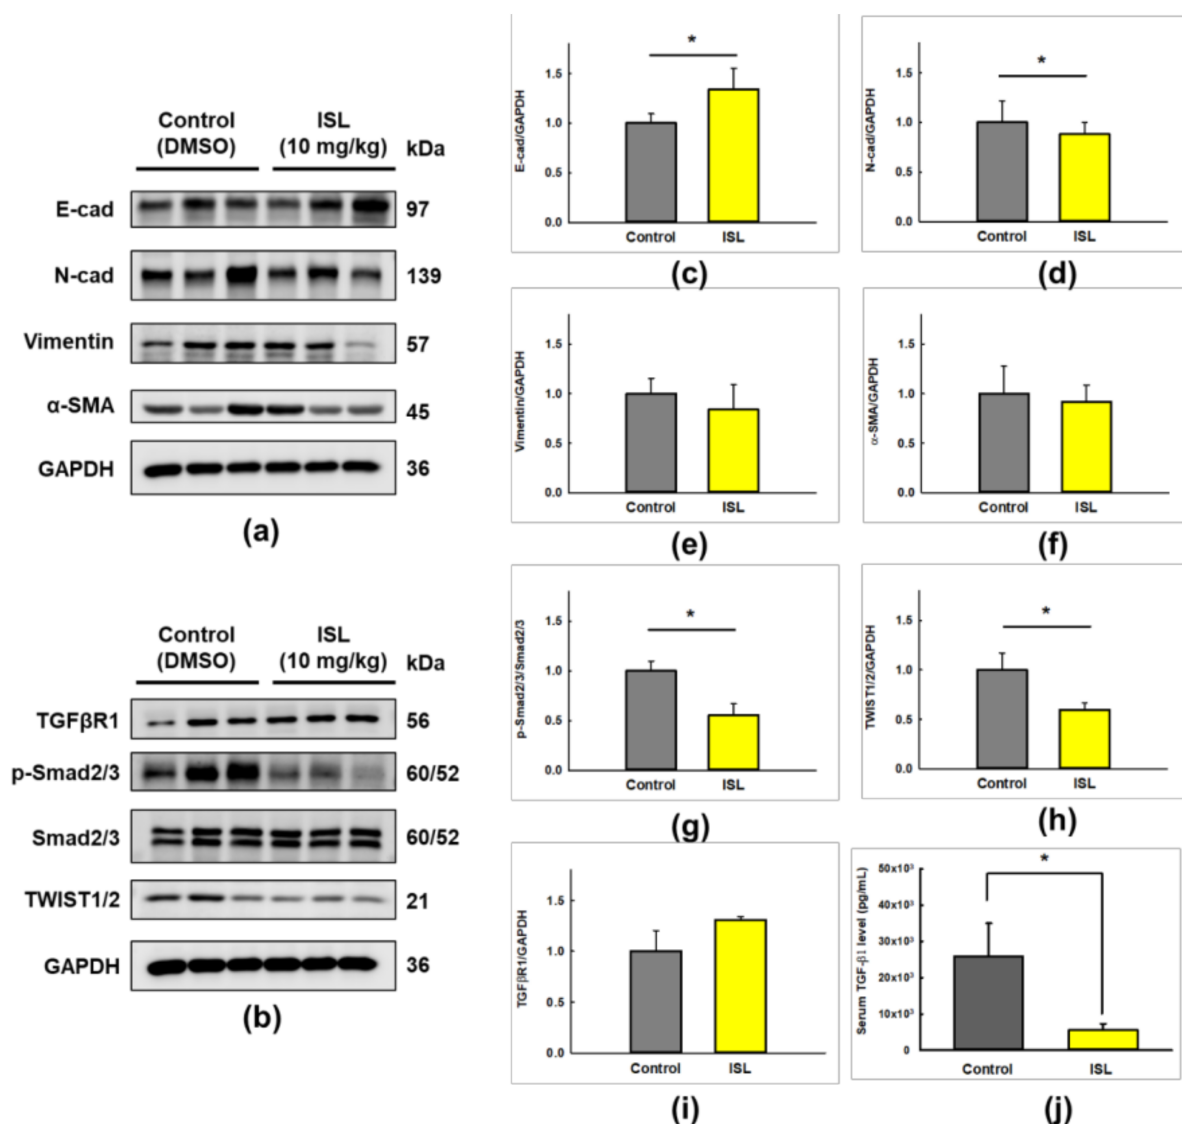 Control ISL
(DMSO) (10 mg/kg) kDa
E-cad 97
N-cad 139
Vimentin 57
α-SMA 45
GAPDH 36
(a)
Control ISL
(DMSO) (10 mg/kg) kDa
TGFβR1 56
p-Smad2/3 60/52
Smad2/3 60/52
TWIST1/2 21
GAPDH 36
(b)
*
E-cad/GAPDH
1.5
1.0
0.5
0.0
Control ISL
(c)
*
N-cad/GAPDH
1.5
1.0
0.5
0.0
Control ISL
(d)
Vimentin/GAPDH
1.5
1.0
0.5
0.0
Control ISL
(e)
α-SMA/GAPDH
1.5
1.0
0.5
0.0
Control ISL
(f)
*
p-Smad2/3/Smad2/3
1.5
1.0
0.5
0.0
Control ISL
(g)
*
TWIST1/2/GAPDH
1.5
1.0
0.5
0.0
Control ISL
(h)
TGFβR1/GAPDH
1.5
1.0
0.5
0.0
Control ISL
(i)
*
Serum TGF-β1 level (pg/mL)
50x10³
40x10³
30x10³
20x10³
10x10³
0
Control ISL
(j)